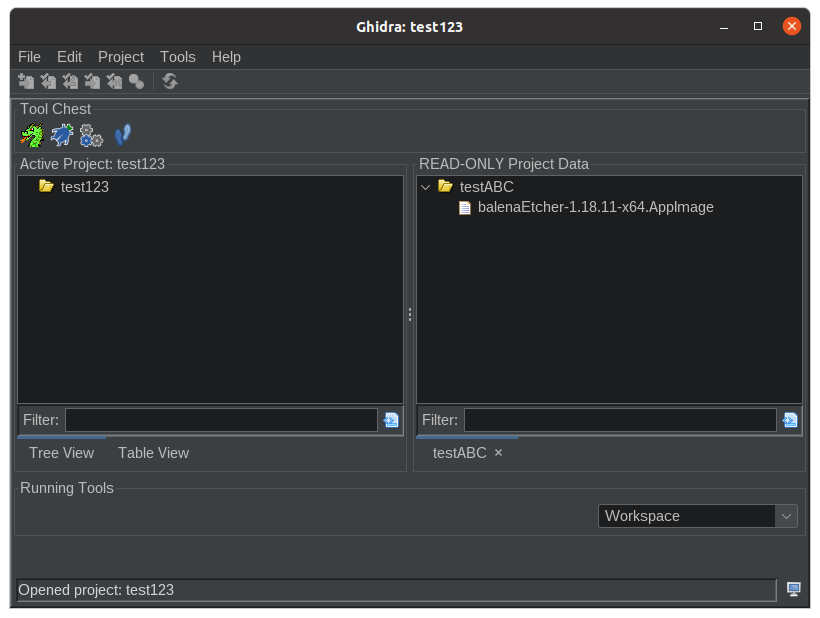 Ghidra: test123
File Edit Project Tools Help
Tool Chest
Active Project: test123
test123
Filter:
Tree View Table View
READ-ONLY Project Data
testABC
balenaEtcher-1.18.11-x64.AppImage
Filter:
testABC ×
Running Tools
Workspace
Opened project: test123